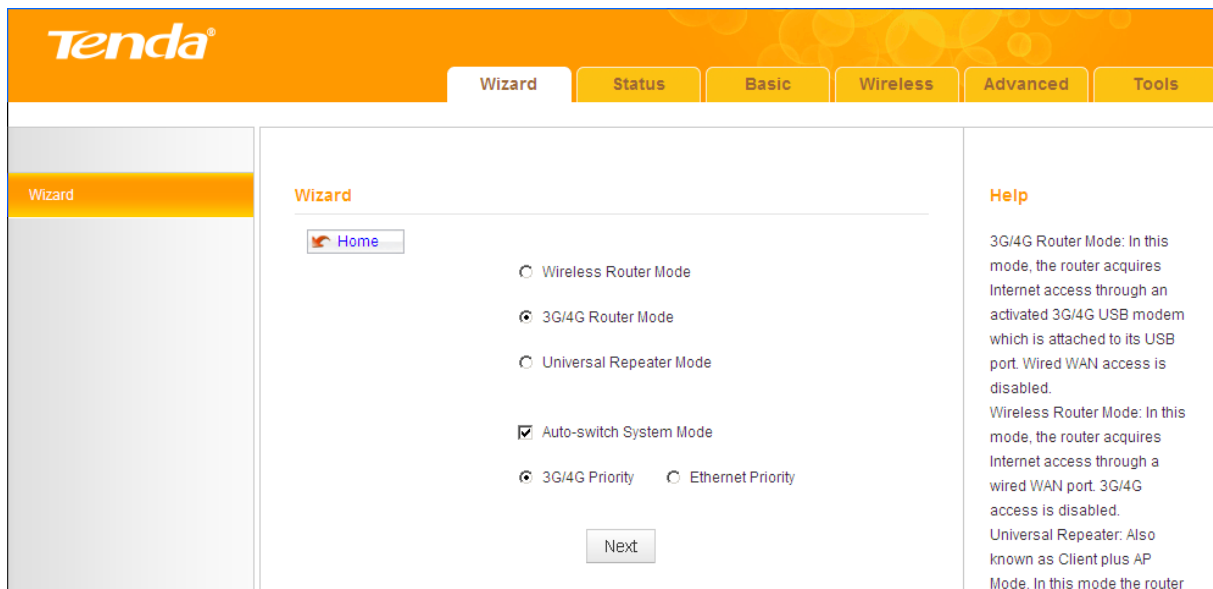 Tenda®
Wizard Status Basic Wireless Advanced Tools
Wizard
Wizard
Home
Wireless Router Mode
3G/4G Router Mode
Universal Repeater Mode
Auto-switch System Mode
3G/4G Priority Ethernet Priority
Next
Help
3G/4G Router Mode: In this
mode, the router acquires
Internet access through an
activated 3G/4G USB modem
which is attached to its USB
port. Wired WAN access is
disabled.
Wireless Router Mode: In this
mode, the router acquires
Internet access through a
wired WAN port. 3G/4G
access is disabled.
Universal Repeater: Also
known as Client plus AP
Mode. In this mode the router